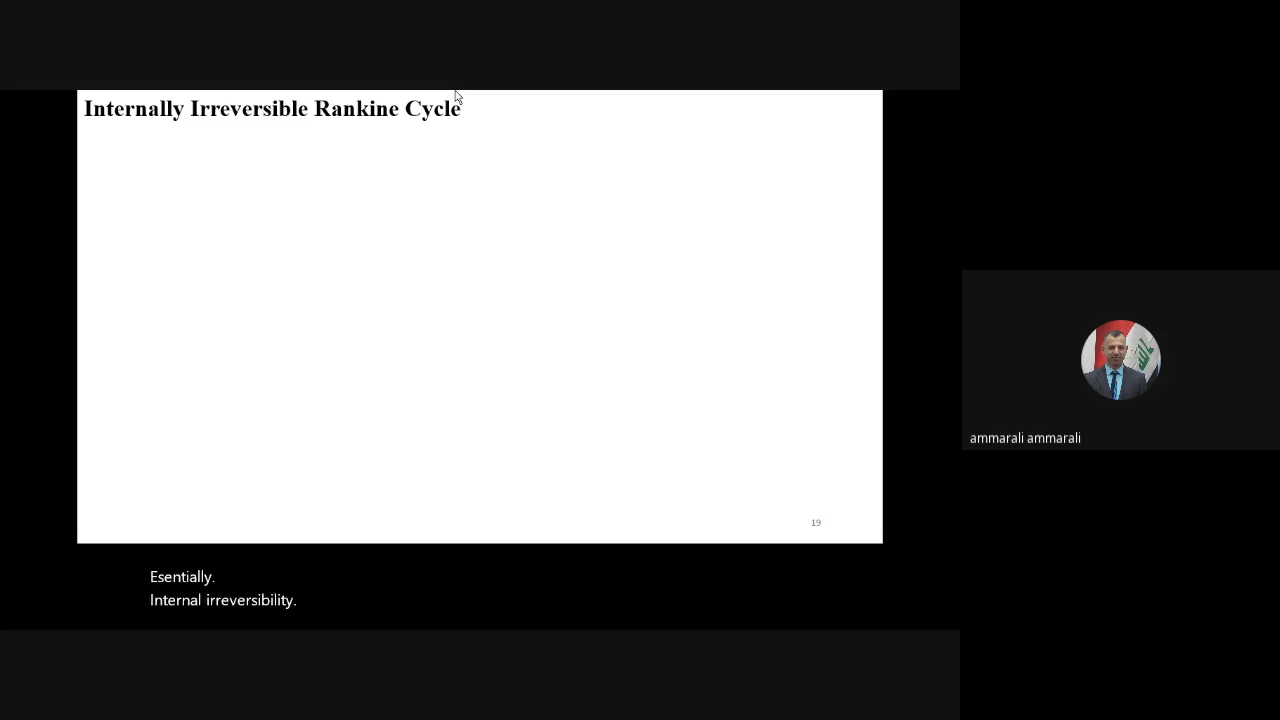 Internally Irreversible Rankine Cycle
19
Esentially.
Internal irreversibility.
ammarali ammarali